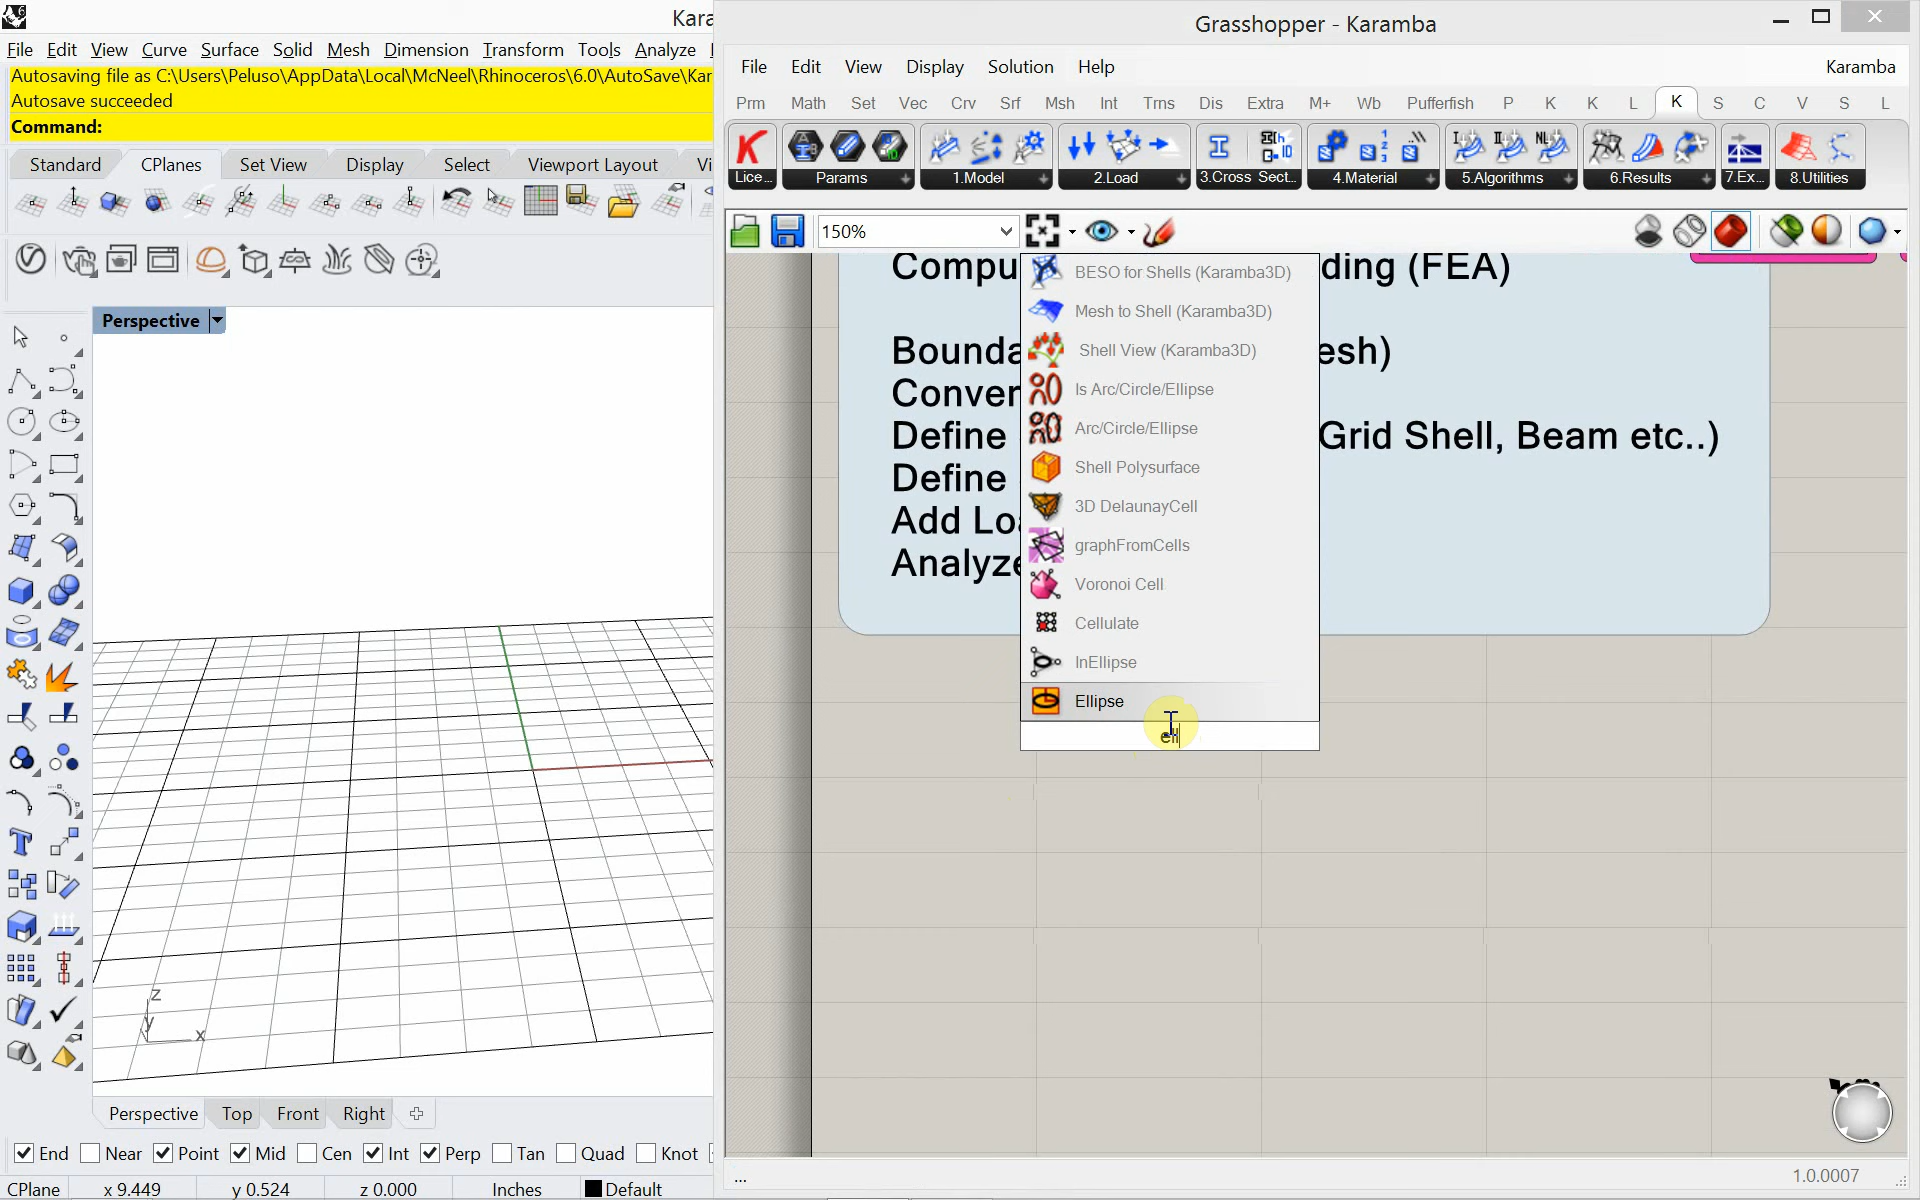 Kara
File Edit View Curve Surface Solid Mesh Dimension Transform Tools Analyze
Autosaving file as C:\Users\Peluso\AppData\Local\McNeel\Rhinoceros\6.0\AutoSave\Kar
Autosave succeeded
Command:
Standard CPlanes Set View Display Select Viewport Layout Vi
Perspective
z
y
x
Perspective Top Front Right
End Near Point Mid Cen Int Perp Tan Quad Knot
CPlane x 9.449 y 0.524 z 0.000 Inches Default
Grasshopper - Karamba
File Edit View Display Solution Help Karamba
Prm Math Set Vec Crv Srf Msh Int Trns Dis Extra M+ Wb Pufferfish P K K L K S C V S L
Lice... Params 1.Model 2.Load 3.Cross Sect... 4.Material 5.Algorithms 6.Results 7.Ex... 8.Utilities
150%
Compu ding (FEA)
Bounda esh)
Conver
Define Grid Shell, Beam etc..)
Define
Add Loa
Analyze
BESO for Shells (Karamba3D)
Mesh to Shell (Karamba3D)
Shell View (Karamba3D)
Is Arc/Circle/Ellipse
Arc/Circle/Ellipse
Shell Polysurface
3D DelaunayCell
graphFromCells
Voronoi Cell
Cellulate
InEllipse
Ellipse
ell
... 1.0.0007